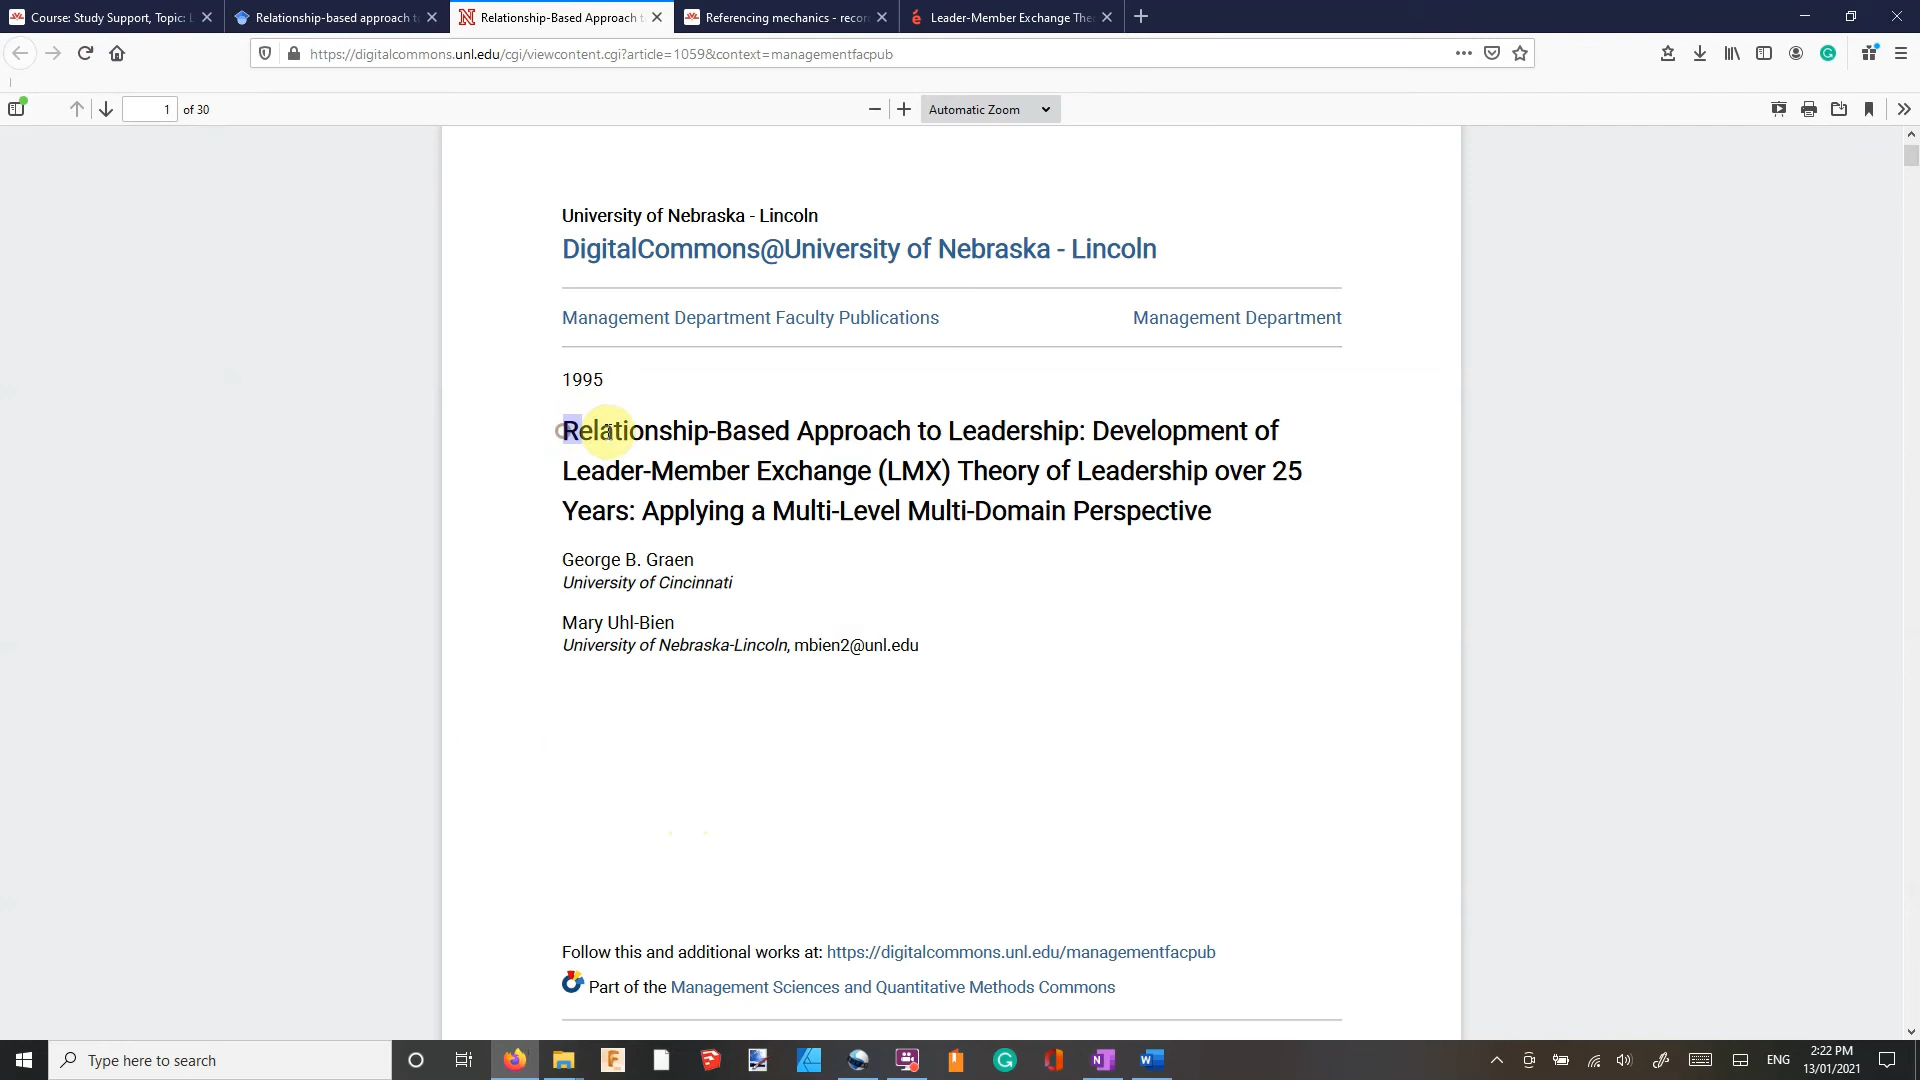 Course: Study Support, Topic: L
Relationship-based approach t
Relationship-Based Approach t
Referencing mechanics - recor
Leader-Member Exchange The
https://digitalcommons.unl.edu/cgi/viewcontent.cgi?article=1059&context=managementfacpub
1 of 30
Automatic Zoom
University of Nebraska - Lincoln
DigitalCommons@University of Nebraska - Lincoln
Management Department Faculty Publications
Management Department
1995
Relationship-Based Approach to Leadership: Development of
Leader-Member Exchange (LMX) Theory of Leadership over 25
Years: Applying a Multi-Level Multi-Domain Perspective
George B. Graen
University of Cincinnati
Mary Uhl-Bien
University of Nebraska-Lincoln, mbien2@unl.edu
Follow this and additional works at: https://digitalcommons.unl.edu/managementfacpub
Part of the Management Sciences and Quantitative Methods Commons
Type here to search
ENG
2:22 PM
13/01/2021